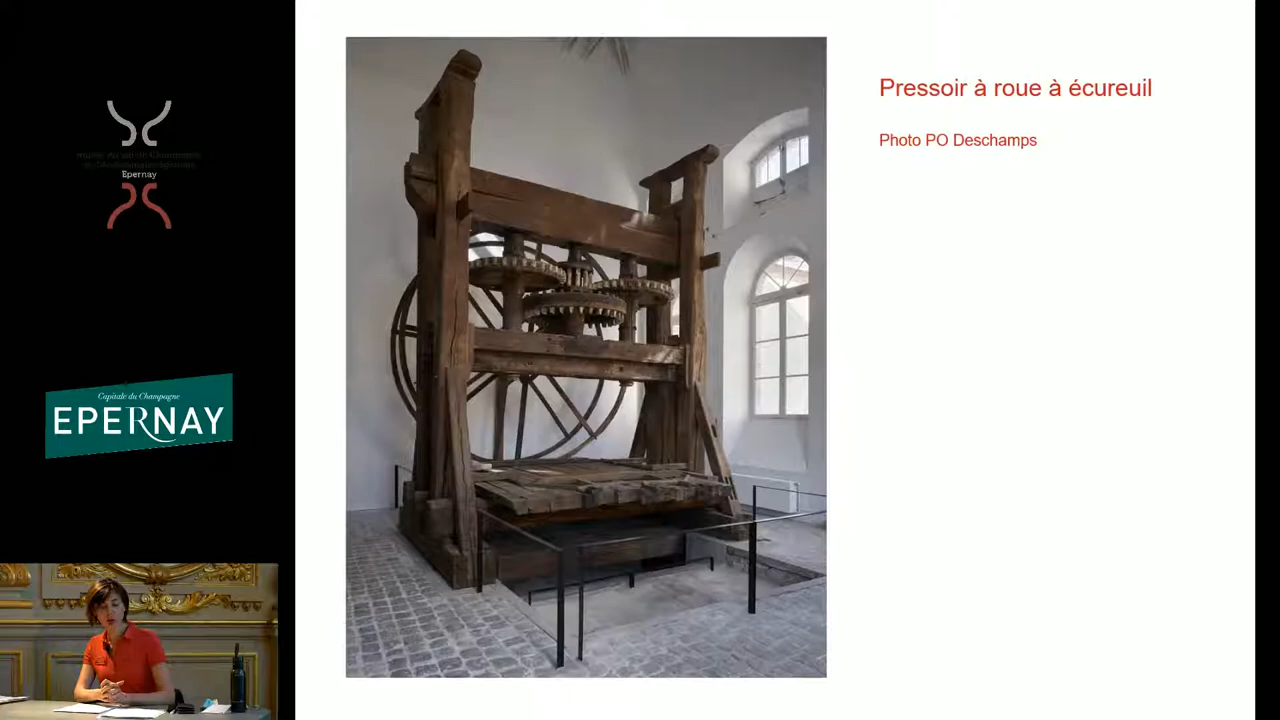 Epernay
Capitale du Champagne
EPERNAY
Pressoir à roue à écureuil
Photo PO Deschamps